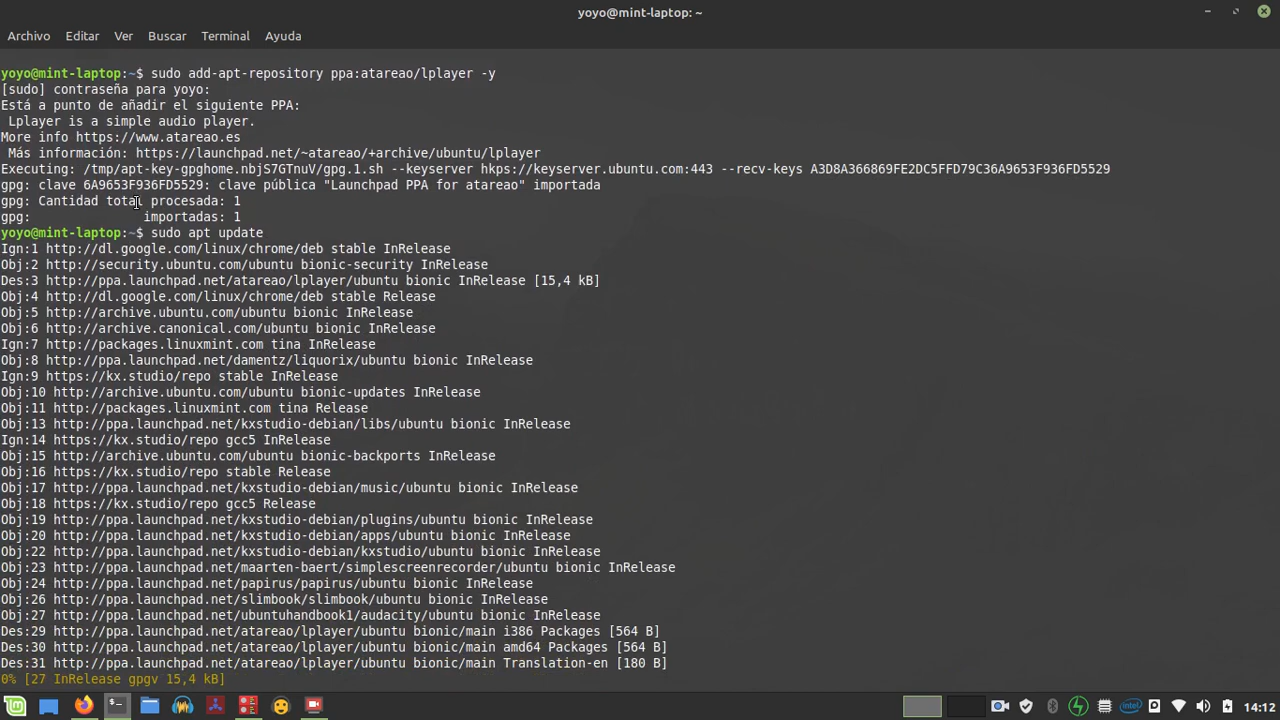 yoyo@mint-laptop: ~
Archivo Editar Ver Buscar Terminal Ayuda
yoyo@mint-laptop:~$ sudo add-apt-repository ppa:atareao/lplayer -y
[sudo] contraseña para yoyo:
Está a punto de añadir el siguiente PPA:
Lplayer is a simple audio player.
More info https://www.atareao.es
Más información: https://launchpad.net/~atareao/+archive/ubuntu/lplayer
Executing: /tmp/apt-key-gpghome.nbjS7GTnuV/gpg.1.sh --keyserver hkps://keyserver.ubuntu.com:443 --recv-keys A3D8A366869FE2DC5FFD79C36A9653F936FD5529
gpg: clave 6A9653F936FD5529: clave pública "Launchpad PPA for atareao" importada
gpg: Cantidad total procesada: 1
gpg:               importadas: 1
yoyo@mint-laptop:~$ sudo apt update
Ign:1 http://dl.google.com/linux/chrome/deb stable InRelease
Obj:2 http://security.ubuntu.com/ubuntu bionic-security InRelease
Des:3 http://ppa.launchpad.net/atareao/lplayer/ubuntu bionic InRelease [15,4 kB]
Obj:4 http://dl.google.com/linux/chrome/deb stable Release
Obj:5 http://archive.ubuntu.com/ubuntu bionic InRelease
Obj:6 http://archive.canonical.com/ubuntu bionic InRelease
Ign:7 http://packages.linuxmint.com tina InRelease
Obj:8 http://ppa.launchpad.net/damentz/liquorix/ubuntu bionic InRelease
Ign:9 https://kx.studio/repo stable InRelease
Obj:10 http://archive.ubuntu.com/ubuntu bionic-updates InRelease
Obj:11 http://packages.linuxmint.com tina Release
Obj:13 http://ppa.launchpad.net/kxstudio-debian/libs/ubuntu bionic InRelease
Ign:14 https://kx.studio/repo gcc5 InRelease
Obj:15 http://archive.ubuntu.com/ubuntu bionic-backports InRelease
Obj:16 https://kx.studio/repo stable Release
Obj:17 http://ppa.launchpad.net/kxstudio-debian/music/ubuntu bionic InRelease
Obj:18 https://kx.studio/repo gcc5 Release
Obj:19 http://ppa.launchpad.net/kxstudio-debian/plugins/ubuntu bionic InRelease
Obj:20 http://ppa.launchpad.net/kxstudio-debian/apps/ubuntu bionic InRelease
Obj:22 http://ppa.launchpad.net/kxstudio-debian/kxstudio/ubuntu bionic InRelease
Obj:23 http://ppa.launchpad.net/maarten-baert/simplescreenrecorder/ubuntu bionic InRelease
Obj:24 http://ppa.launchpad.net/papirus/papirus/ubuntu bionic InRelease
Obj:26 http://ppa.launchpad.net/slimbook/slimbook/ubuntu bionic InRelease
Obj:27 http://ppa.launchpad.net/ubuntuhandbook1/audacity/ubuntu bionic InRelease
Des:29 http://ppa.launchpad.net/atareao/lplayer/ubuntu bionic/main i386 Packages [564 B]
Des:30 http://ppa.launchpad.net/atareao/lplayer/ubuntu bionic/main amd64 Packages [564 B]
Des:31 http://ppa.launchpad.net/atareao/lplayer/ubuntu bionic/main Translation-en [180 B]
0% [27 InRelease gpgv 15,4 kB]
14:12